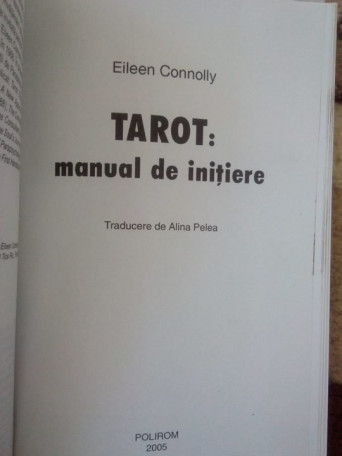 Eileen Connolly
TAROT:
manual de inițiere
Traducere de Alina Pelea
POLIROM
2005